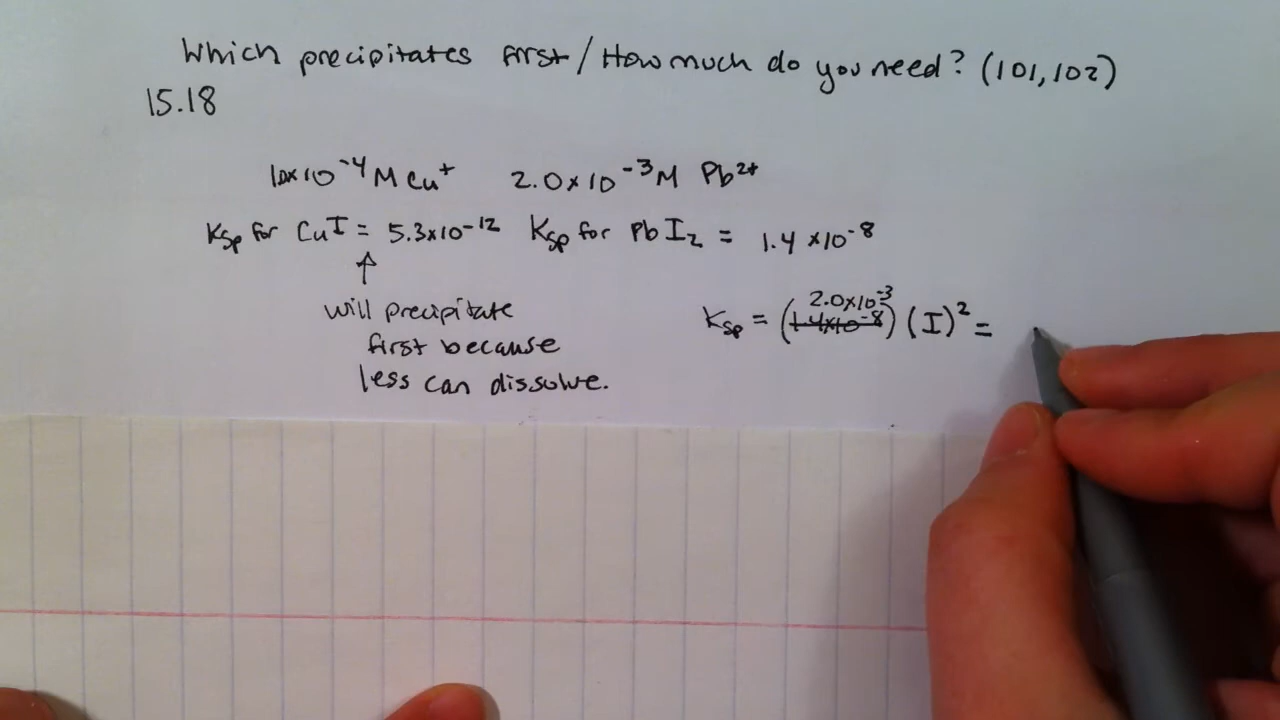 Which precipitates first / How much do you need? (101,102)
15.18
1.0x10⁻⁴ M Cu⁺ 2.0x10⁻³ M Pb²⁺
Ksp for CuI = 5.3x10⁻¹² Ksp for PbI₂ = 1.4x10⁻⁸
↑
will precipitate
first because
less can dissolve.
2.0x10⁻³
Ksp = (1.4x10⁻⁸) (I)² =